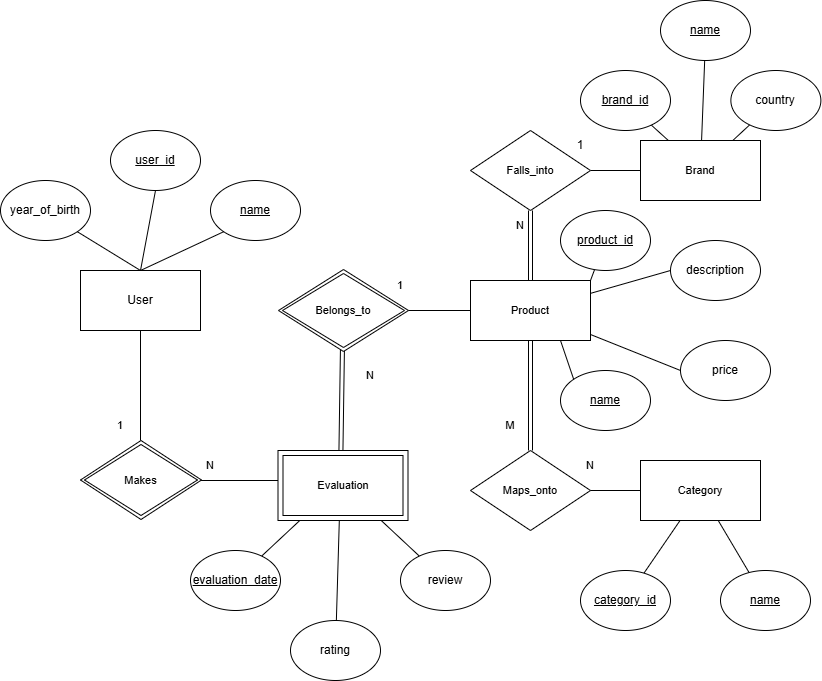 name
brand_id
country
1
Falls_into
Brand
user_id
year_of_birth
name
N
product_id
description
User
1
Belongs_to
Product
N
price
name
1
M
Makes
N
Evaluation
Maps_onto
N
Category
evaluation_date
review
category_id
name
rating